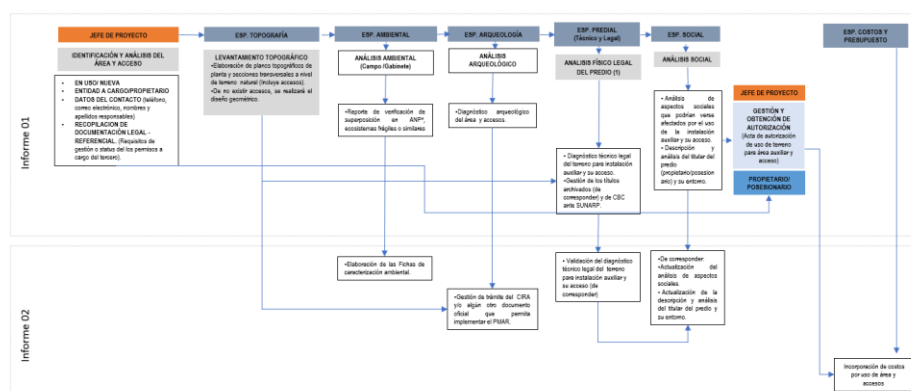 JEFE DE PROYECTO
IDENTIFICACIÓN Y ANÁLISIS DEL
ÁREA Y ACCESO
• EN USO/ NUEVA
• ENTIDAD A CARGO/PROPIETARIO
• DATOS DEL CONTACTO (teléfono,
correo electrónico, nombres y
apellidos responsables)
• RECOPILACION DE
DOCUMENTACIÓN LEGAL -
REFERENCIAL. (Requisitos de
gestión o status del los permisos a
cargo del tercero).
ESP. TOPOGRAFÍA
LEVANTAMIENTO TOPOGRÁFICO
•Elaboración de planos topográficos de
planta y secciones transversales a nivel
de terreno natural (Incluye accesos).
•De no existir accesos, se realizará el
diseño geométrico.
ESP. AMBIENTAL
ANÁLISIS AMBIENTAL
(Campo /Gabinete)
•Reporte de verificación de
superposición en ANP,
ecosistemas frágiles o similares
•Elaboración de las Fichas de
caracterización ambiental.
ESP. ARQUEOLOGÍA
ANÁLISIS
ARQUEOLÓGICO
•Diagnóstico arqueológico
del área y accesos.
•Gestión de trámite del CIRA
y/o algún otro documento
oficial que permita
implementar el PMAR.
ESP. PREDIAL
(Técnico y Legal)
ANALISIS FÍSICO LEGAL
DEL PREDIO (1)
• Diagnóstico técnico legal
del terreno para instalación
auxiliar y su acceso.
•Gestión de los títulos
archivados (de
corresponder) y de CBC
ante SUNARP.
• Validación del diagnóstico
técnico legal del terreno
para instalación auxiliar y
su acceso (de
corresponder)
ESP. SOCIAL
ANÁLISIS SOCIAL
•Análisis de
aspectos sociales
que podrían verse
afectados por el uso
de la instalación
auxiliar y su acceso.
• Descripción y
análisis del titular del
predio
(propietario/posesion
ario) y su entorno.
•De corresponder:
•Actualización del
análisis de aspectos
sociales.
•Actualización de la
descripción y análisis
del titular del predio y
su entorno.
JEFE DE PROYECTO
GESTIÓN Y
OBTENCIÓN DE
AUTORIZACIÓN
(Acta de autorización
de uso de terreno
para área auxiliar y
acceso)
PROPIETARIO/
POSESIONARIO
ESP. COSTOS Y
PRESUPUESTO
Incorporación de costos
por uso de área y
accesos
Informe 01
Informe 02